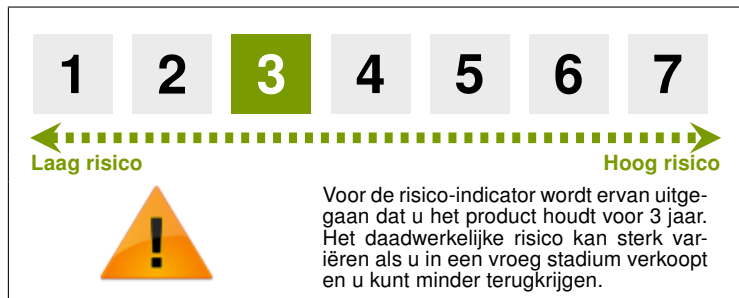 1 2 3 4 5 6 7
Laag risico Hoog risico
!
Voor de risico-indicator wordt ervan uitge-
gaan dat u het product houdt voor 3 jaar.
Het daadwerkelijke risico kan sterk var-
iëren als u in een vroeg stadium verkoopt
en u kunt minder terugkrijgen.